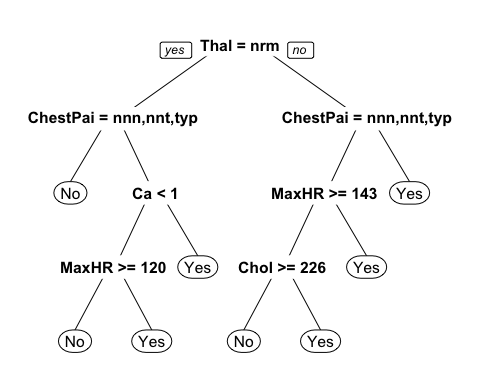 yes Thal = nrm no
ChestPai = nnn,nnt,typ ChestPai = nnn,nnt,typ
No Ca < 1 MaxHR >= 143 Yes
MaxHR >= 120 Yes Chol >= 226 Yes
No Yes No Yes